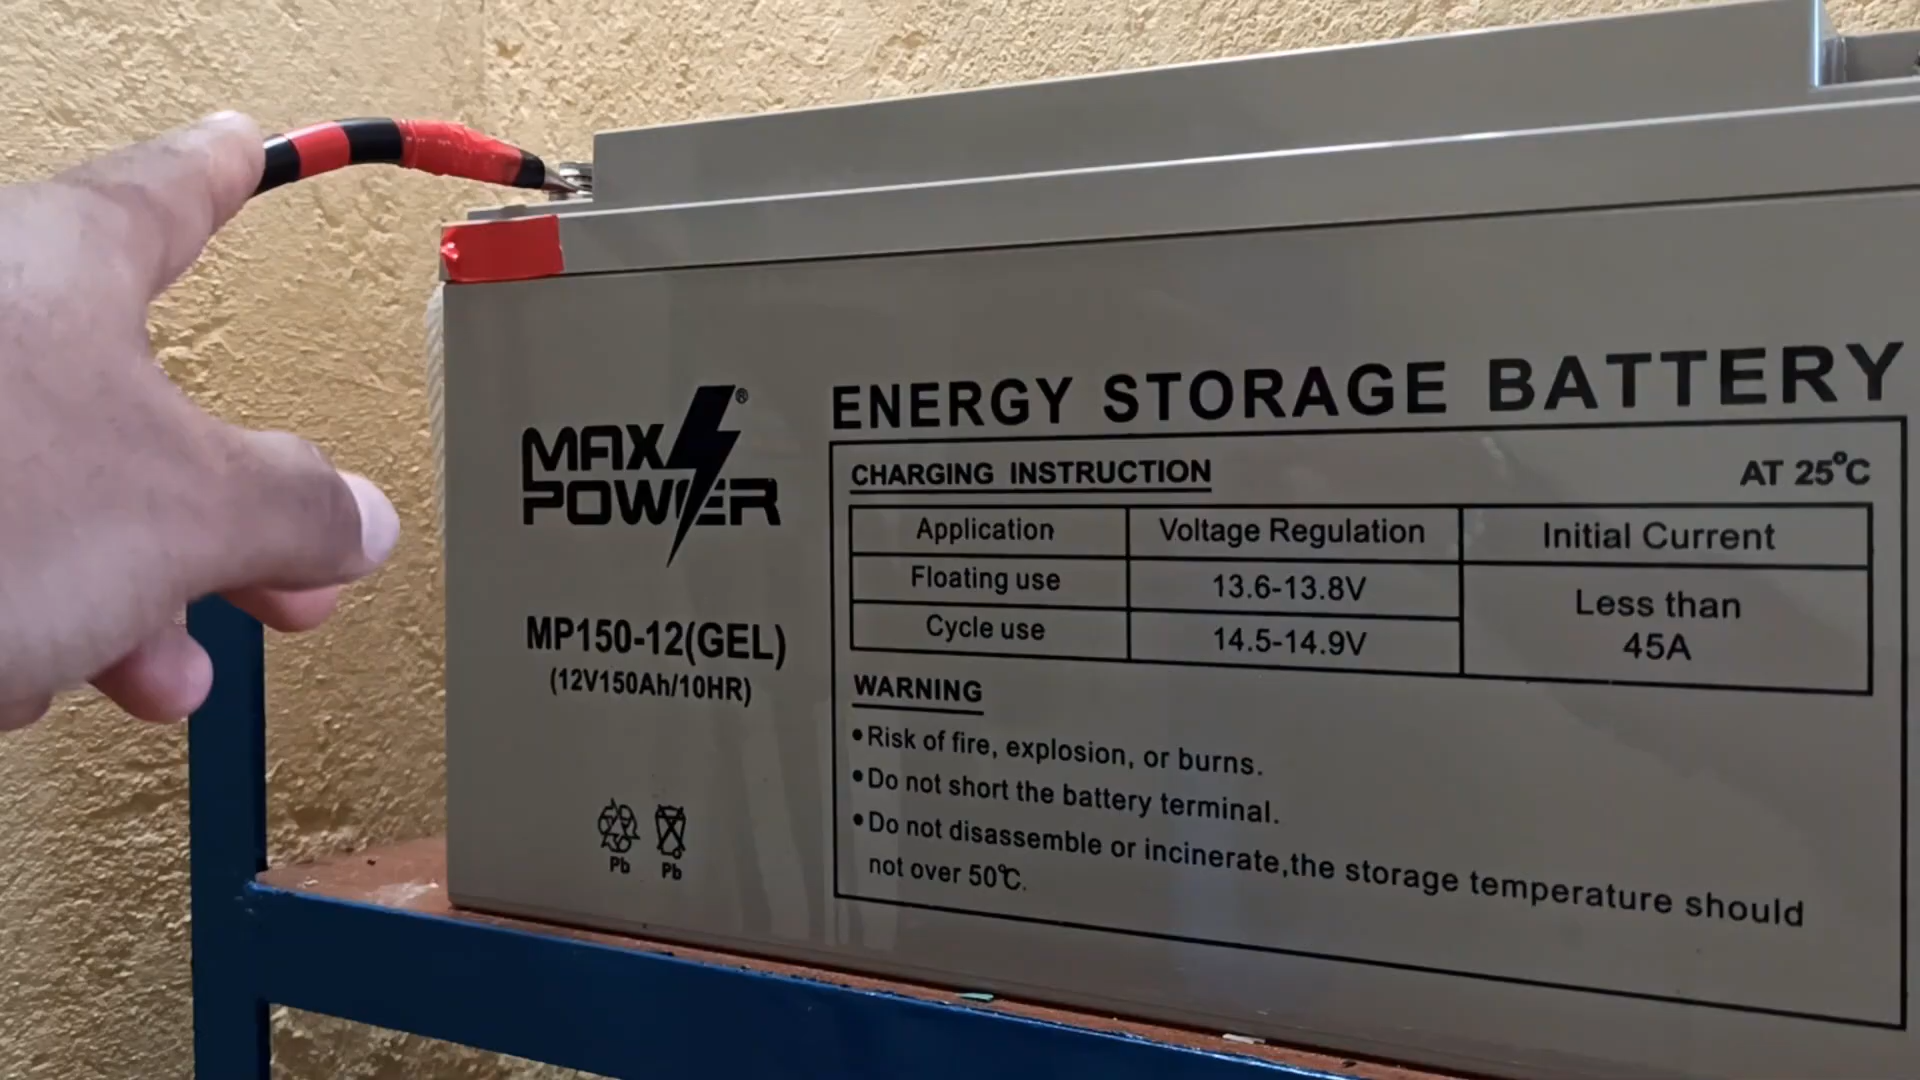 MAX
POWER
®
MP150-12(GEL)
(12V150Ah/10HR)
Pb
Pb
ENERGY STORAGE BATTERY
CHARGING INSTRUCTION
AT 25°C
Application
Voltage Regulation
Initial Current
Floating use
13.6-13.8V
Less than
45A
Cycle use
14.5-14.9V
WARNING
•Risk of fire, explosion, or burns.
•Do not short the battery terminal.
•Do not disassemble or incinerate,the storage temperature should
not over 50℃.